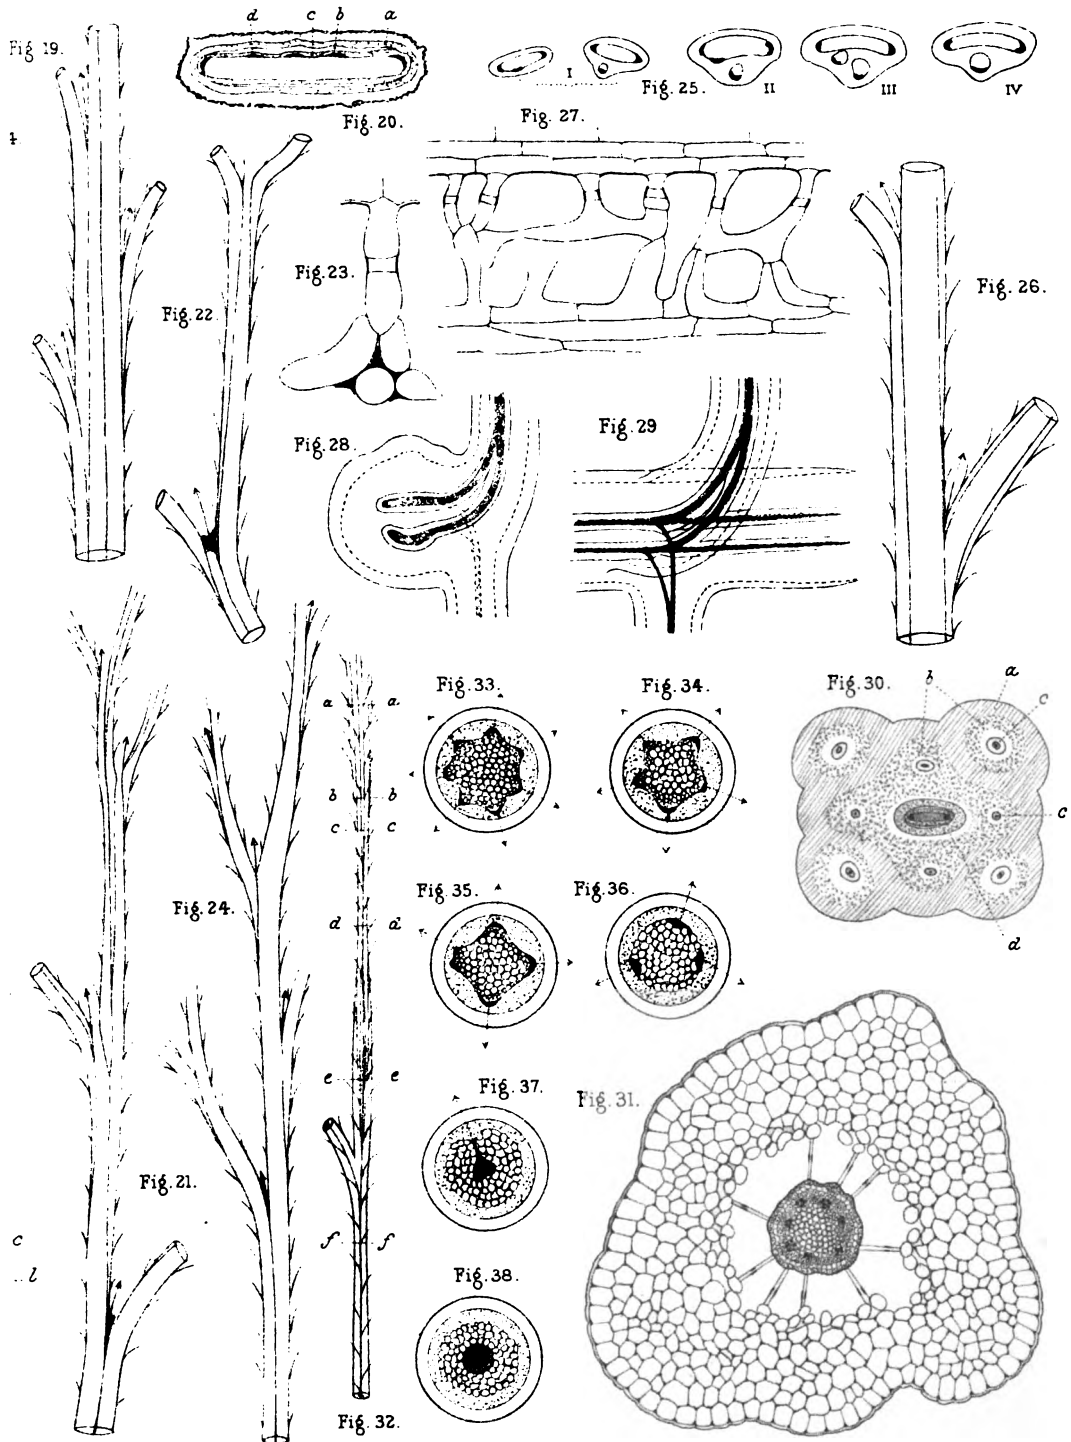 d c b a
Fig 19.
I
II
III
IV
Fig. 25.
Fig. 20.
Fig. 27.
Fig. 23.
Fig. 22.
Fig. 26.
Fig. 28.
Fig. 29
Fig. 33.
Fig. 34.
Fig. 30.
b
a
c
a a
b b
c c
c
Fig. 35.
Fig. 36.
Fig. 24.
d d
d
e e
Fig. 37.
Fig. 31.
Fig. 21.
c
l
f f
Fig. 38.
Fig. 32.